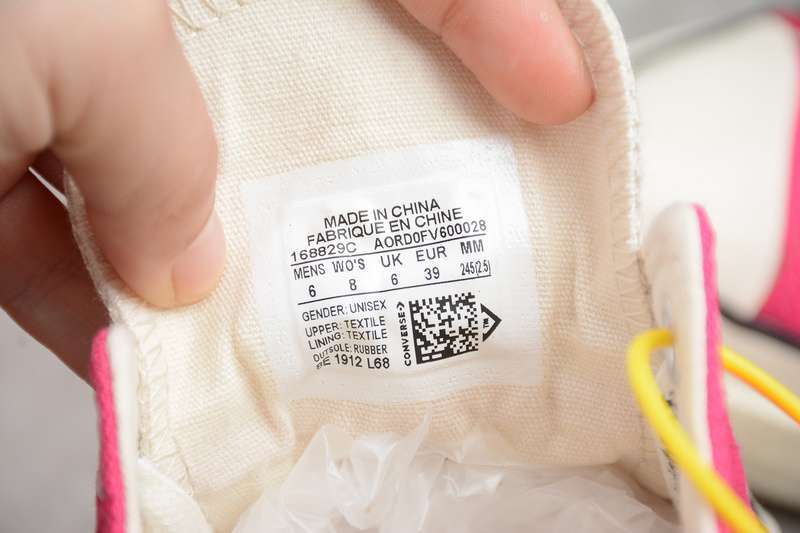 MADE IN CHINA
FABRIQUE EN CHINE
168829C AORD0FV600028
MENS WO'S UK EUR MM
6 8 6 39 245(2.5)
GENDER: UNISEX
UPPER: TEXTILE
LINING: TEXTILE
OUTSOLE: RUBBER
1912 L68
CONVERSE
TM